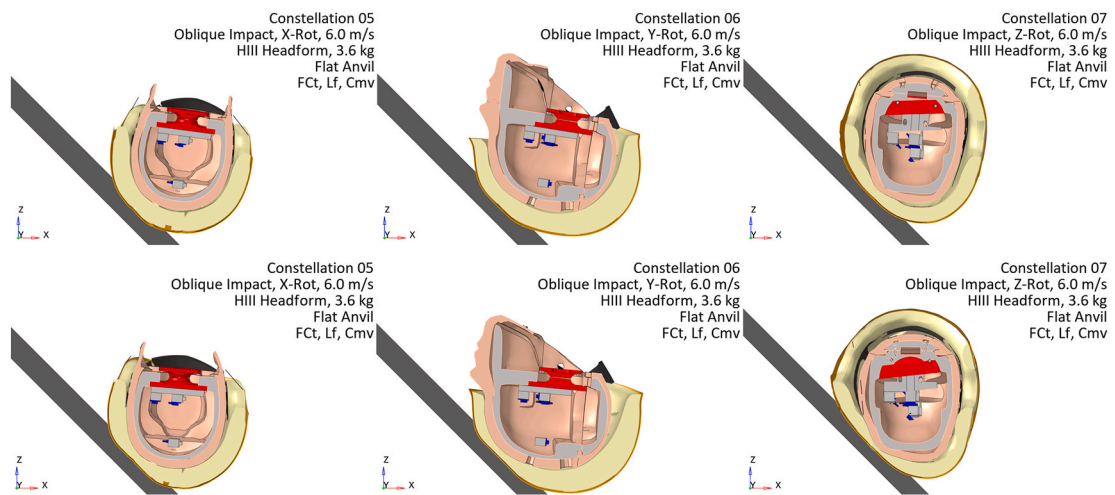 Constellation 05
Oblique Impact, X-Rot, 6.0 m/s
HIII Headform, 3.6 kg
Flat Anvil
FCt, Lf, Cmv
Z
Y
X
Constellation 06
Oblique Impact, Y-Rot, 6.0 m/s
HIII Headform, 3.6 kg
Flat Anvil
FCt, Lf, Cmv
Z
Y
X
Constellation 07
Oblique Impact, Z-Rot, 6.0 m/s
HIII Headform, 3.6 kg
Flat Anvil
FCt, Lf, Cmv
Z
Y
X
Constellation 05
Oblique Impact, X-Rot, 6.0 m/s
HIII Headform, 3.6 kg
Flat Anvil
FCt, Lf, Cmv
Z
Y
X
Constellation 06
Oblique Impact, Y-Rot, 6.0 m/s
HIII Headform, 3.6 kg
Flat Anvil
FCt, Lf, Cmv
Z
Y
X
Constellation 07
Oblique Impact, Z-Rot, 6.0 m/s
HIII Headform, 3.6 kg
Flat Anvil
FCt, Lf, Cmv
Z
Y
X